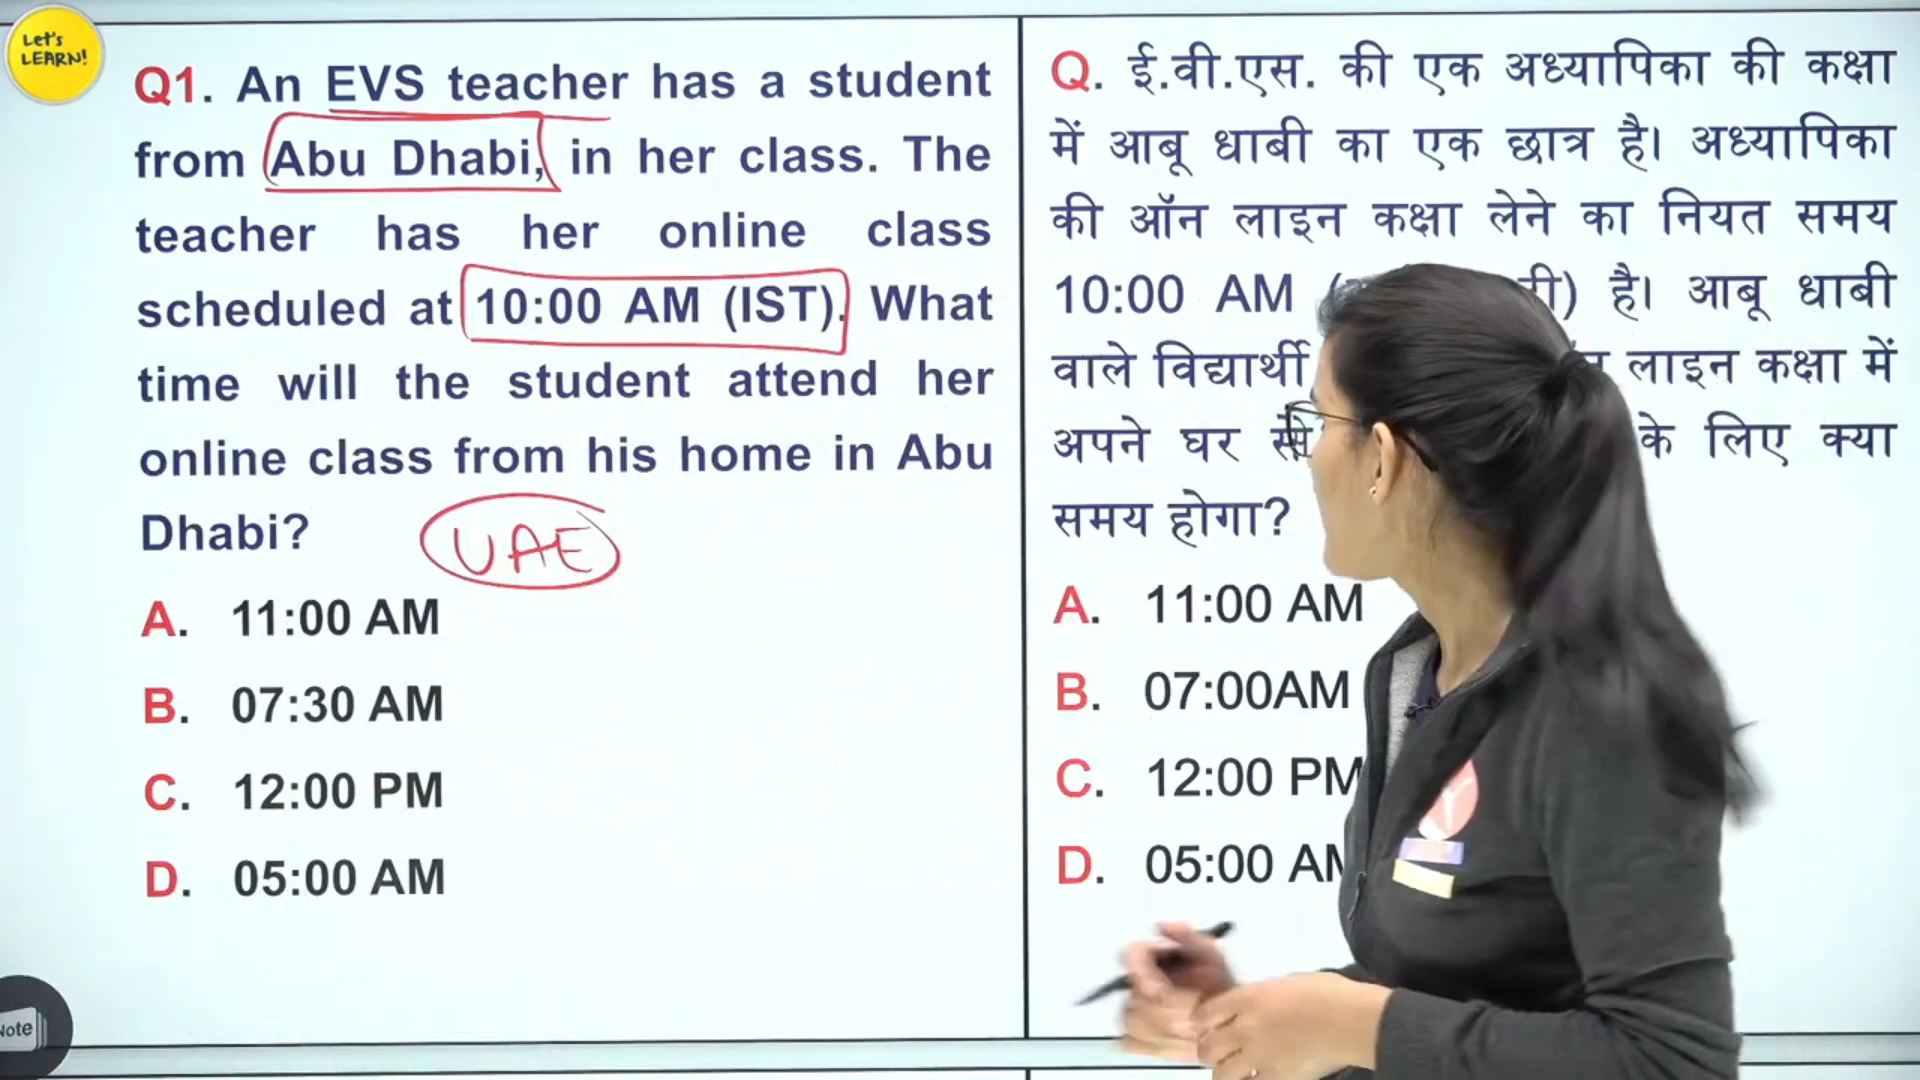 Let's
LEARN!
Q1. An EVS teacher has a student
from Abu Dhabi, in her class. The
teacher has her online class
scheduled at 10:00 AM (IST). What
time will the student attend her
online class from his home in Abu
Dhabi?
UAE
A. 11:00 AM
B. 07:30 AM
C. 12:00 PM
D. 05:00 AM
Q. ई.वी.एस. की एक अध्यापिका की कक्षा
में आबू धाबी का एक छात्र है। अध्यापिका
की ऑन लाइन कक्षा लेने का नियत समय
10:00 AM है। आबू धाबी
वाले विद्यार्थी लाइन कक्षा में
अपने घर से के लिए क्या
समय होगा?
A. 11:00 AM
B. 07:00AM
C. 12:00 PM
D. 05:00 AM
Note